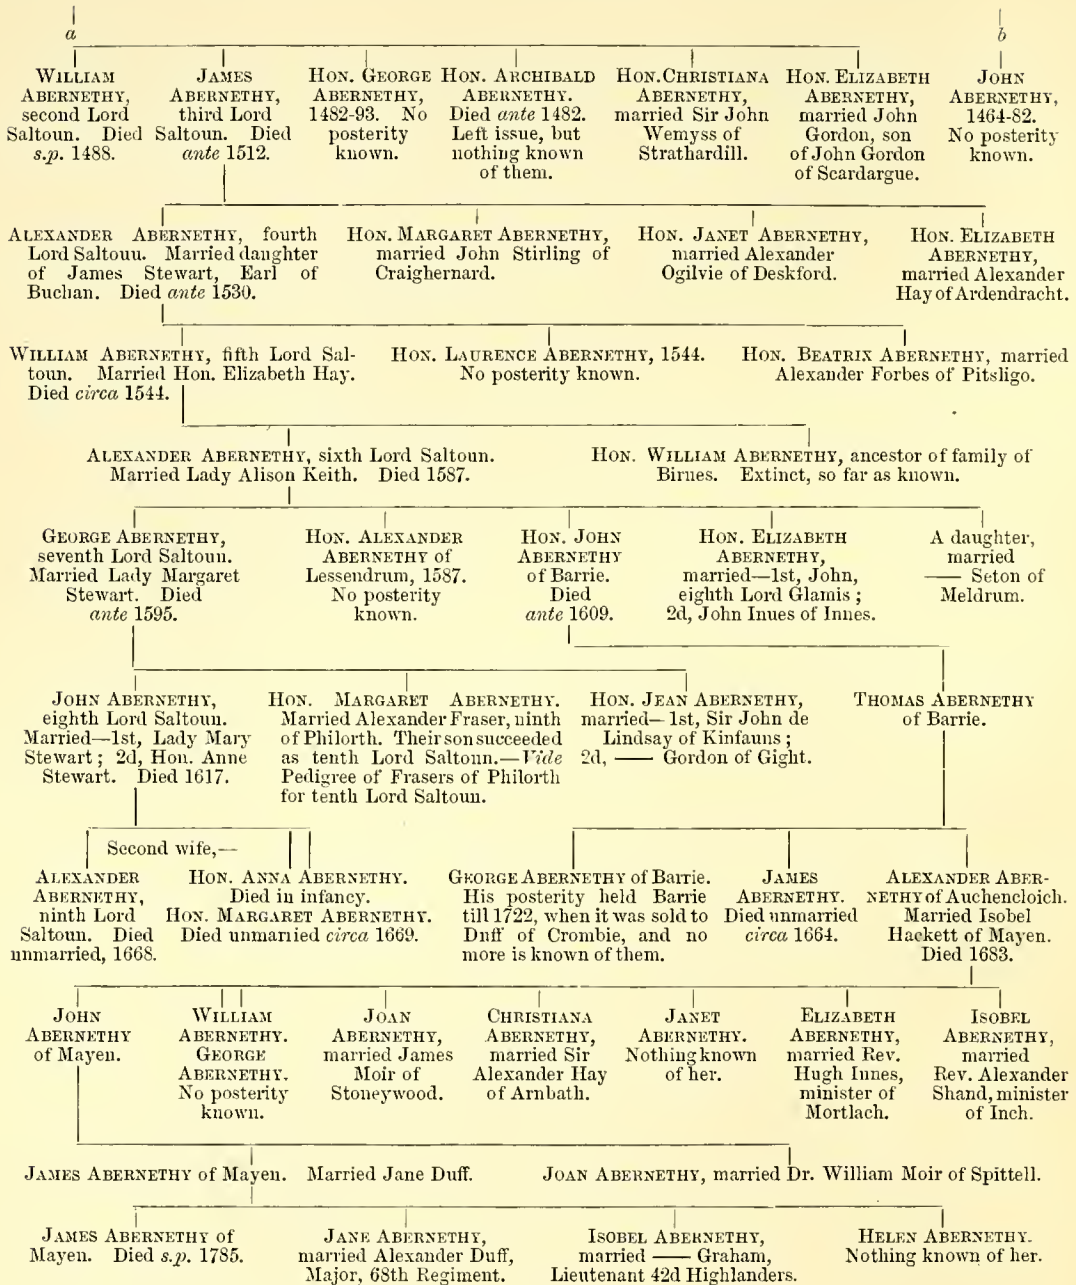 a
b
WILLIAM
ABERNETHY,
second Lord
Saltoun. Died
s.p. 1488.
JAMES
ABERNETHY,
third Lord
Saltoun. Died
ante 1512.
HON. GEORGE
ABERNETHY,
1482-93. No
posterity
known.
HON. ARCHIBALD
ABERNETHY.
Died ante 1482.
Left issue, but
nothing known
of them.
HON. CHRISTIANA
ABERNETHY,
married Sir John
Wemyss of
Strathardill.
HON. ELIZABETH
ABERNETHY,
married John
Gordon, son
of John Gordon
of Scardargue.
JOHN
ABERNETHY,
1464-82.
No posterity
known.
ALEXANDER ABERNETHY, fourth
Lord Saltoun. Married daughter
of James Stewart, Earl of
Buchan. Died ante 1530.
HON. MARGARET ABERNETHY,
married John Stirling of
Craighernard.
HON. JANET ABERNETHY,
married Alexander
Ogilvie of Deskford.
HON. ELIZABETH
ABERNETHY,
married Alexander
Hay of Ardendracht.
WILLIAM ABERNETHY, fifth Lord Sal-
toun. Married Hon. Elizabeth Hay.
Died circa 1544.
HON. LAURENCE ABERNETHY, 1544.
No posterity known.
HON. BEATRIX ABERNETHY, married
Alexander Forbes of Pitsligo.
ALEXANDER ABERNETHY, sixth Lord Saltoun.
Married Lady Alison Keith. Died 1587.
HON. WILLIAM ABERNETHY, ancestor of family of
Birnes. Extinct, so far as known.
GEORGE ABERNETHY,
seventh Lord Saltoun.
Married Lady Margaret
Stewart. Died
ante 1595.
HON. ALEXANDER
ABERNETHY of
Lessendrum, 1587.
No posterity
known.
HON. JOHN
ABERNETHY
of Barrie.
Died
ante 1609.
HON. ELIZABETH
ABERNETHY,
married—1st, John,
eighth Lord Glamis;
2d, John Innes of Innes.
A daughter,
married
—— Seton of
Meldrum.
JOHN ABERNETHY,
eighth Lord Saltoun.
Married—1st, Lady Mary
Stewart; 2d, Hon. Anne
Stewart. Died 1617.
HON. MARGARET ABERNETHY.
Married Alexander Fraser, ninth
of Philorth. Their son succeeded
as tenth Lord Saltoun.—Vide
Pedigree of Frasers of Philorth
for tenth Lord Saltoun.
HON. JEAN ABERNETHY,
married—1st, Sir John de
Lindsay of Kinfauns;
2d, —— Gordon of Gight.
THOMAS ABERNETHY
of Barrie.
Second wife,—
ALEXANDER
ABERNETHY,
ninth Lord
Saltoun. Died
unmarried, 1668.
HON. ANNA ABERNETHY.
Died in infancy.
HON. MARGARET ABERNETHY.
Died unmarried circa 1669.
GEORGE ABERNETHY of Barrie.
His posterity held Barrie
till 1722, when it was sold to
Duff of Crombie, and no
more is known of them.
JAMES
ABERNETHY.
Died unmarried
circa 1664.
ALEXANDER ABER-
NETHY of Auchencloich.
Married Isobel
Hackett of Mayen.
Died 1683.
JOHN
ABERNETHY
of Mayen.
WILLIAM
ABERNETHY.
GEORGE
ABERNETHY.
No posterity
known.
JOAN
ABERNETHY,
married James
Moir of
Stoneywood.
CHRISTIANA
ABERNETHY,
married Sir
Alexander Hay
of Arnbath.
JANET
ABERNETHY.
Nothing known
of her.
ELIZABETH
ABERNETHY,
married Rev.
Hugh Innes,
minister of
Mortlach.
ISOBEL
ABERNETHY,
married
Rev. Alexander
Shand, minister
of Inch.
JAMES ABERNETHY of Mayen. Married Jane Duff.
JOAN ABERNETHY, married Dr. William Moir of Spittell.
JAMES ABERNETHY of
Mayen. Died s.p. 1785.
JANE ABERNETHY,
married Alexander Duff,
Major, 68th Regiment.
ISOBEL ABERNETHY,
married —— Graham,
Lieutenant 42d Highlanders.
HELEN ABERNETHY.
Nothing known of her.